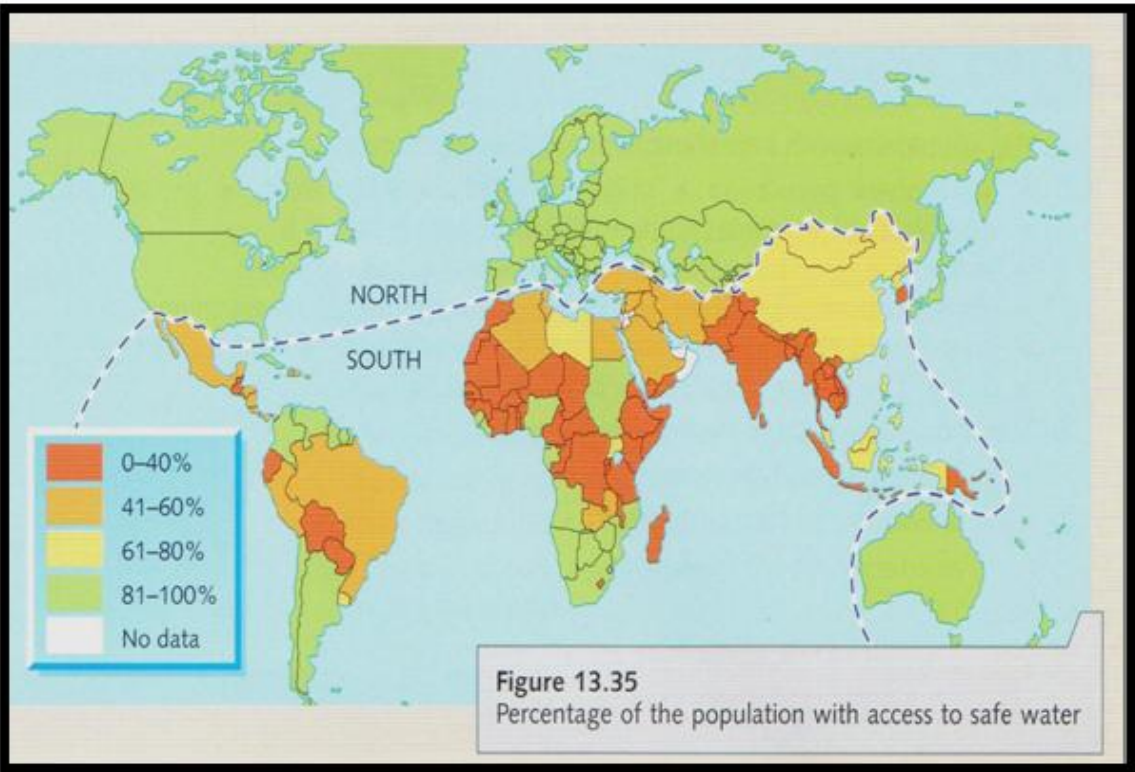 NORTH
SOUTH
0–40%
41–60%
61–80%
81–100%
No data
Figure 13.35
Percentage of the population with access to safe water